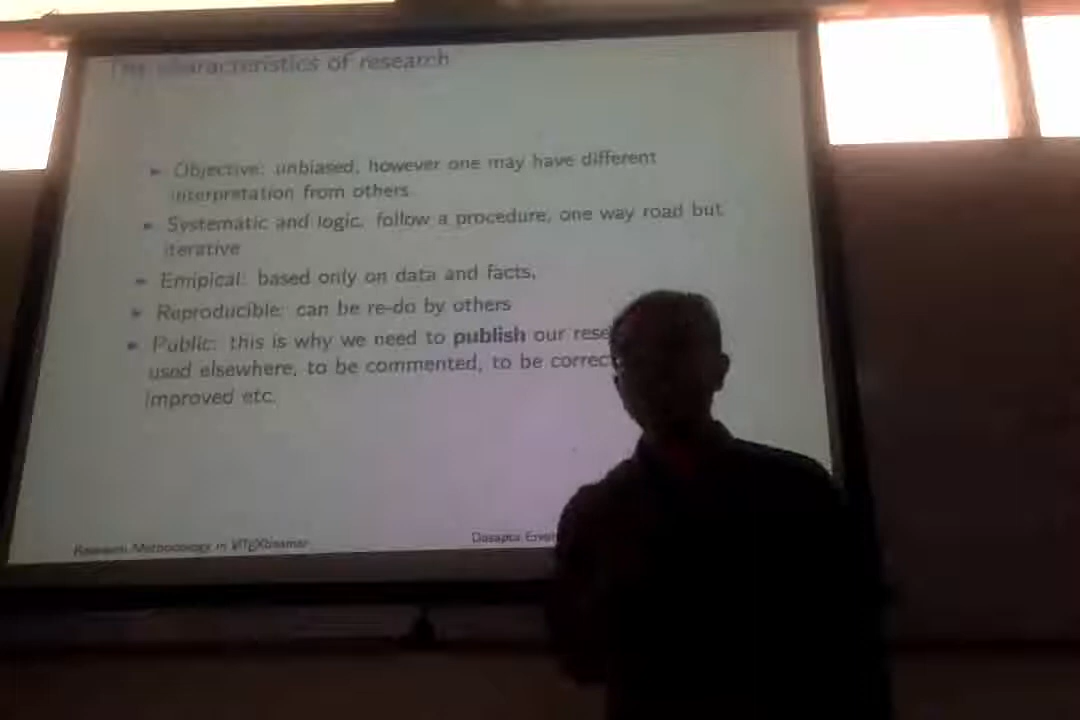 The characteristics of research
Objective: unbiased, however one may have different
interpretation from others
Systematic and logic: follow a procedure, one way road but
iterative
Emipical: based only on data and facts,
Reproducible: can be re-do by others
Public: this is why we need to publish our rese
used elsewhere, to be commented, to be correc
improved etc.
Research Methodology in LATEXbeamer
Dasapta Erwin